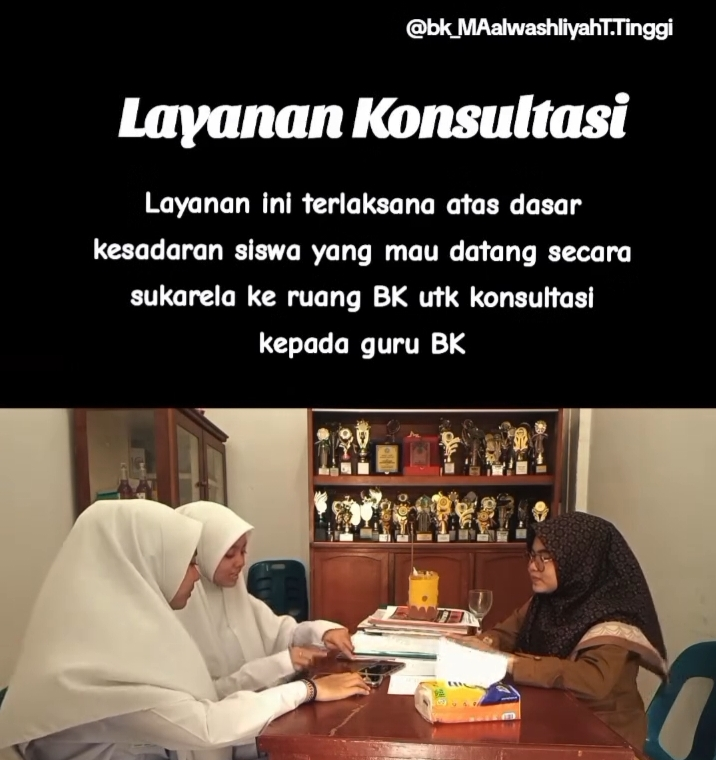 @bk_MAalwashliyahT.Tinggi
Layanan Konsultasi
Layanan ini terlaksana atas dasar
kesadaran siswa yang mau datang secara
sukarela ke ruang BK utk konsultasi
kepada guru BK